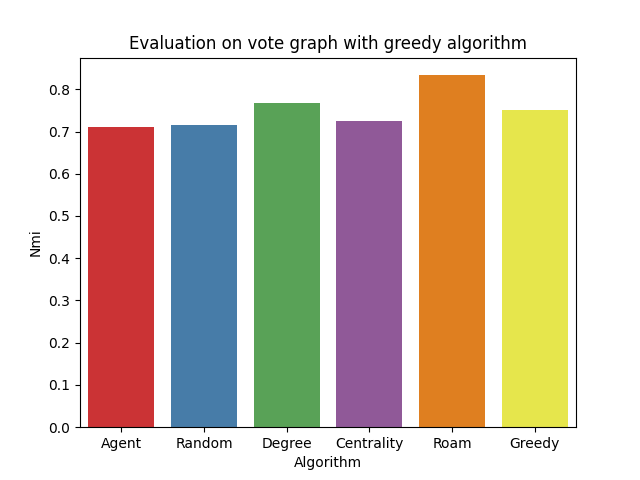 Evaluation on vote graph with greedy algorithm
0.8
0.7
0.6
0.5
0.4
0.3
0.2
0.1
0.0
Nmi
Agent Random Degree Centrality Roam Greedy
Algorithm